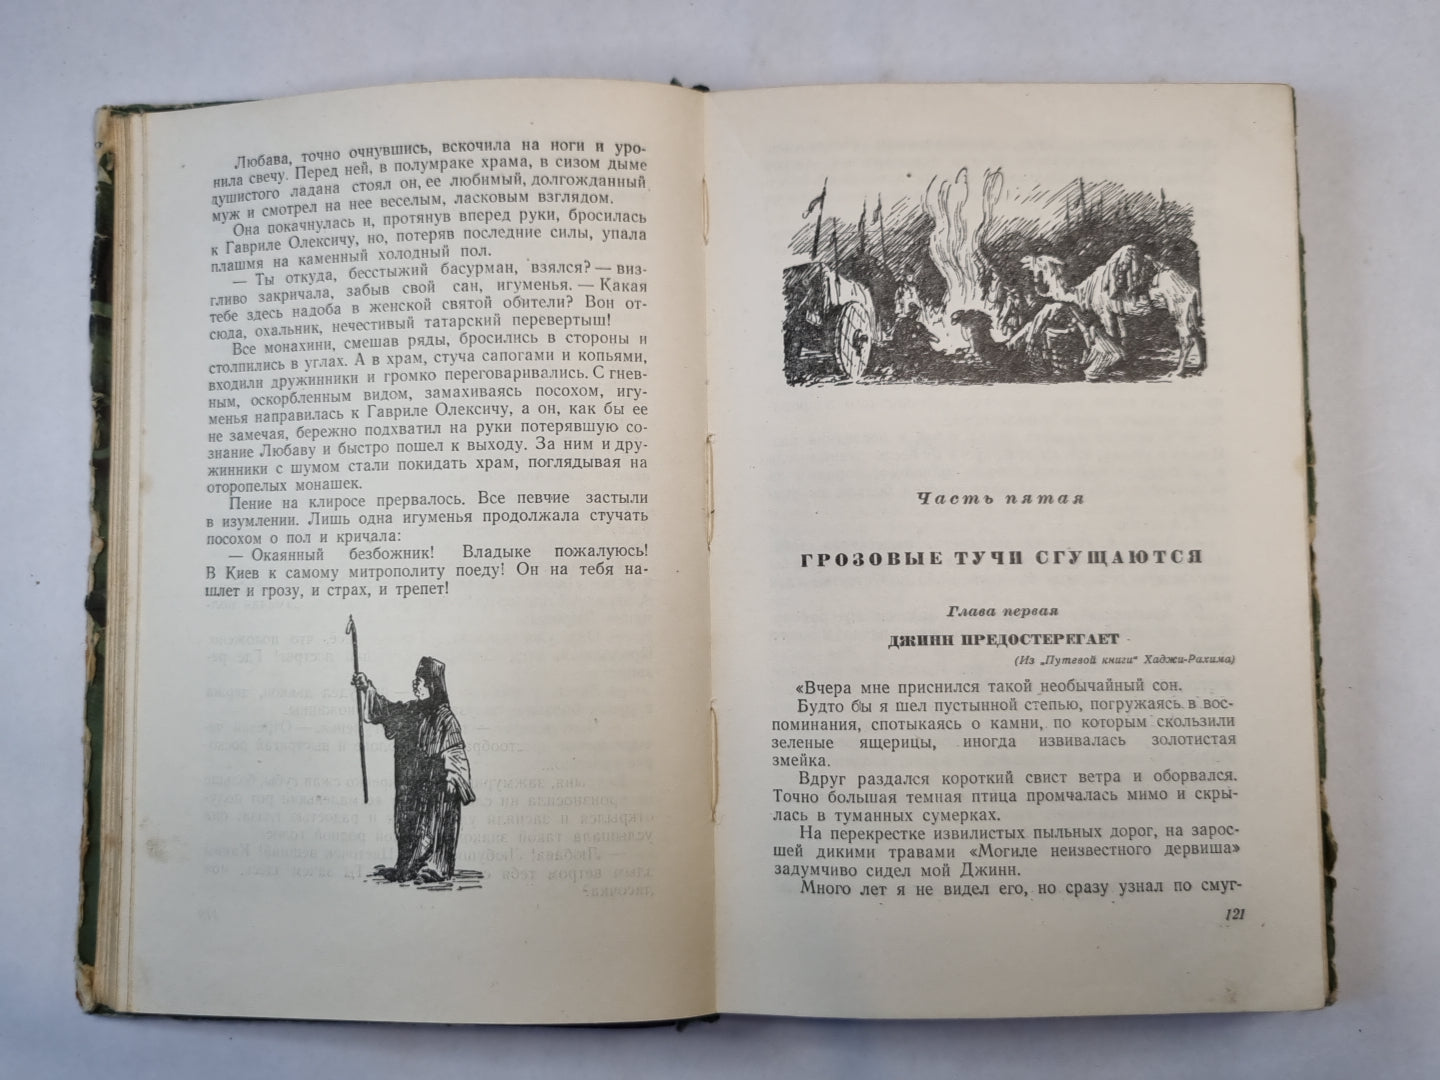 Любава, точно очнувшись, вскочила на ноги и уро-
нила свечу. Перед ней, в полумраке храма, в сизом дыме
душистого ладана стоял он, ее любимый, долгожданный
муж и смотрел на нее веселым, ласковым взглядом.
Она покачнулась и, протянув вперед руки, бросилась
к Гавриле Олексичу, но, потеряв последние силы, упала
плашмя на каменный холодный пол.
— Ты откуда, бесстыжий басурман, взялся? — виз-
гливо закричала, забыв свой сан, игуменья. — Какая
тебе здесь надоба в женской святой обители? Вон от-
сюда, охальник, нечестивый татарский перевертыш!
Все монахини, смешав ряды, бросились в стороны и
столпились в углах. А в храм, стуча сапогами и копьями,
входили дружинники и громко переговаривались. С гнев-
ным, оскорбленным видом, замахиваясь посохом, игу-
менья направилась к Гавриле Олексичу, а он, как бы ее
не замечая, бережно подхватил на руки потерявшую со-
знание Любаву и быстро пошел к выходу. За ним и дру-
жинники с шумом стали покидать храм, поглядывая на
оторопелых монашек.
Пение на клиросе прервалось. Все певчие застыли
в изумлении. Лишь одна игуменья продолжала стучать
посохом о пол и кричала:
— Окаянный безбожник! Владыке пожалуюсь!
В Киев к самому митрополиту поеду! Он на тебя на-
шлет и грозу, и страх, и трепет!
Часть пятая
ГРОЗОВЫЕ ТУЧИ СГУЩАЮТСЯ
Глава первая
ДЖИНН ПРЕДОСТЕРЕГАЕТ
(Из „Путевой книги“ Хаджи-Рахима)
«Вчера мне приснился такой необычайный сон.
Будто бы я шел пустынной степью, погружаясь в вос-
поминания, спотыкаясь о камни, по которым скользили
зеленые ящерицы, иногда извивалась золотистая
змейка.
Вдруг раздался короткий свист ветра и оборвался.
Точно большая темная птица промчалась мимо и скры-
лась в туманных сумерках.
На перекрестке извилистых пыльных дорог, на зарос-
шей дикими травами «Могиле неизвестного дервиша»
задумчиво сидел мой Джинн.
Много лет я не видел его, но сразу узнал по смуг-
121